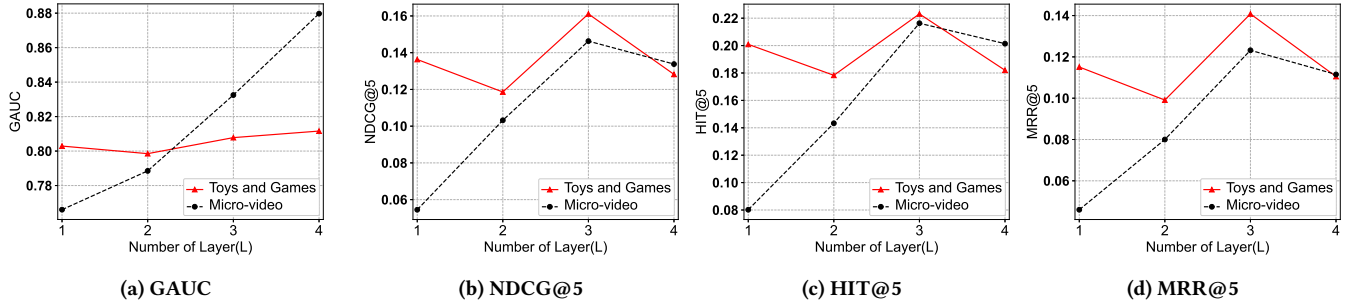 0.88
0.86
0.84
0.82
0.80
0.78
GAUC
Toys and Games
Micro-video
1 2 3 4
Number of Layer(L)
(a) GAUC
0.16
0.14
0.12
0.10
0.08
0.06
NDCG@5
Toys and Games
Micro-video
1 2 3 4
Number of Layer(L)
(b) NDCG@5
0.22
0.20
0.18
0.16
0.14
0.12
0.10
0.08
HIT@5
Toys and Games
Micro-video
1 2 3 4
Number of Layer(L)
(c) HIT@5
0.14
0.12
0.10
0.08
0.06
MRR@5
Toys and Games
Micro-video
1 2 3 4
Number of Layer(L)
(d) MRR@5